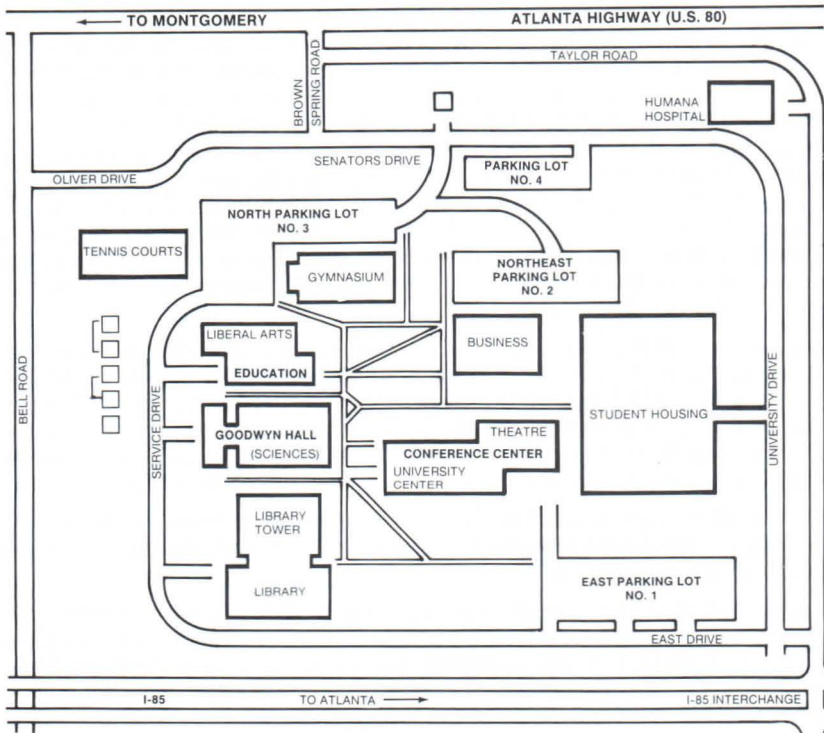 ← TO MONTGOMERY
ATLANTA HIGHWAY (U.S. 80)
TAYLOR ROAD
BROWN
SPRING ROAD
HUMANA
HOSPITAL
SENATORS DRIVE
PARKING LOT
NO. 4
OLIVER DRIVE
NORTH PARKING LOT
NO. 3
TENNIS COURTS
GYMNASIUM
NORTHEAST
PARKING LOT
NO. 2
LIBERAL ARTS
EDUCATION
BUSINESS
STUDENT HOUSING
UNIVERSITY DRIVE
BELL ROAD
SERVICE DRIVE
GOODWYN HALL
(SCIENCES)
THEATRE
CONFERENCE CENTER
UNIVERSITY
CENTER
LIBRARY
TOWER
LIBRARY
EAST PARKING LOT
NO. 1
EAST DRIVE
I-85
TO ATLANTA →
I-85 INTERCHANGE